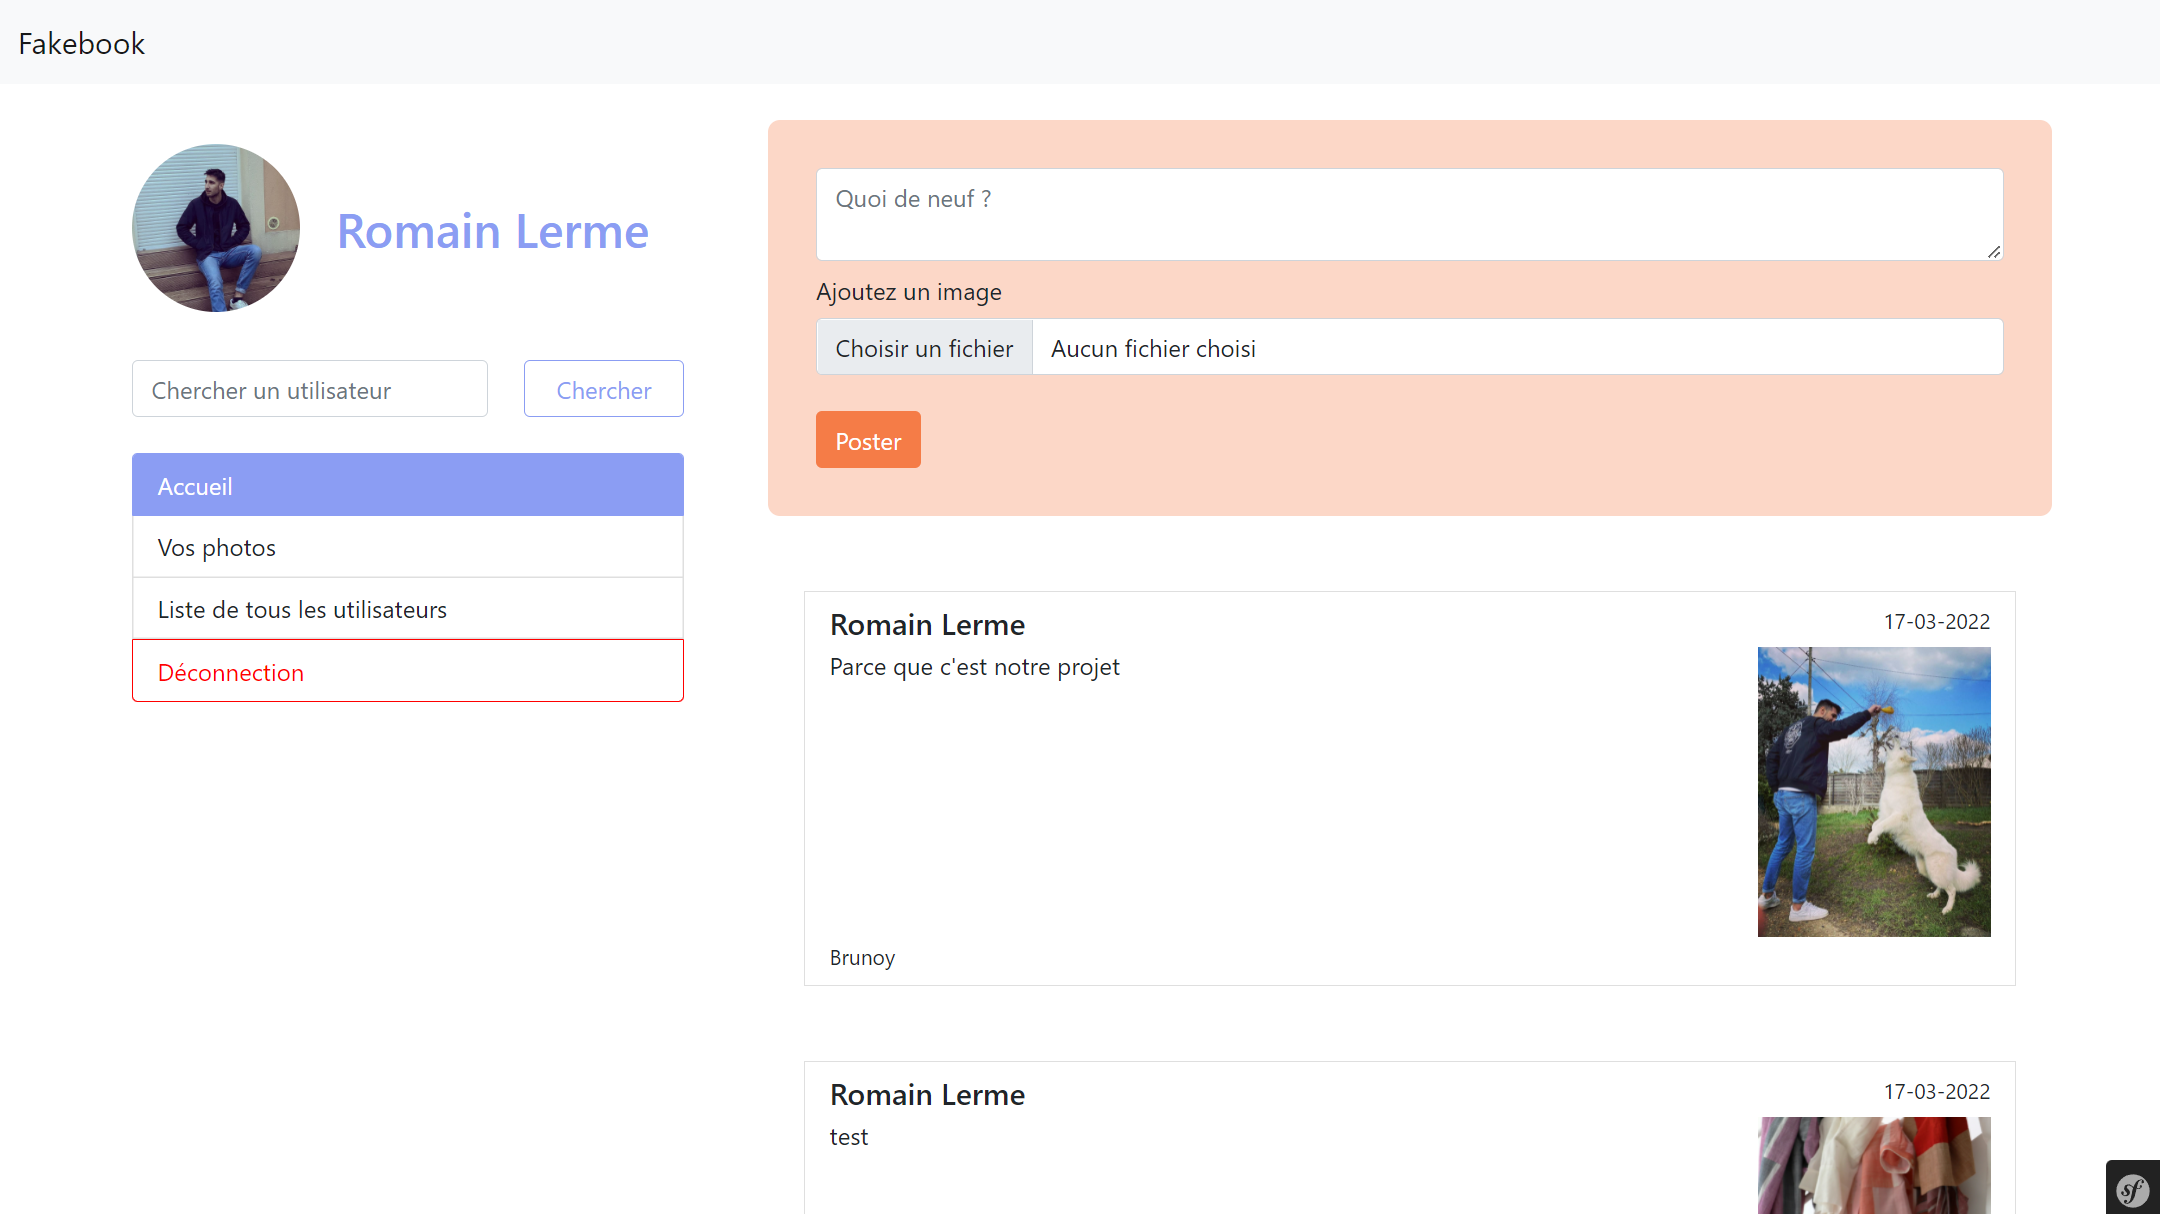 Fakebook
Romain Lerme
Chercher un utilisateur
Chercher
Accueil
Vos photos
Liste de tous les utilisateurs
Déconnection
Quoi de neuf ?
Ajoutez un image
Choisir un fichier
Aucun fichier choisi
Poster
Romain Lerme
17-03-2022
Parce que c'est notre projet
Brunoy
Romain Lerme
17-03-2022
test
sf